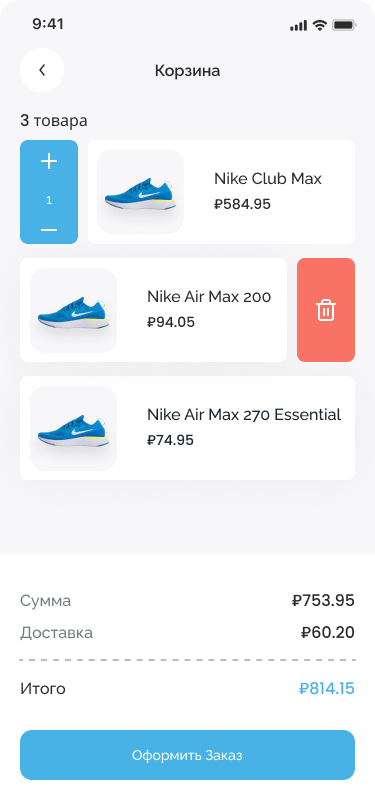 9:41
Корзина
3 товара
1
Nike Club Max
₽584.95
Nike Air Max 200
₽94.05
Nike Air Max 270 Essential
₽74.95
Сумма ₽753.95
Доставка ₽60.20
Итого ₽814.15
Оформить Заказ